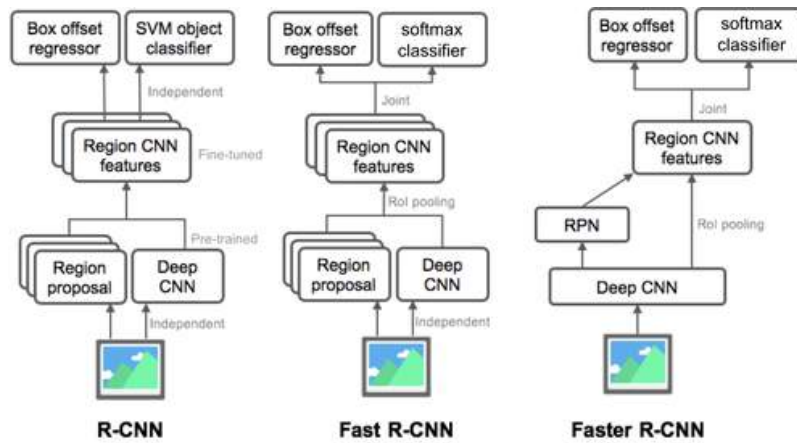 Box offset
regressor
SVM object
classifier
Independent
Region CNN
features
Fine-tuned
Pre-trained
Region
proposal
Deep
CNN
Independent
R-CNN
Box offset
regressor
softmax
classifier
Joint
Region CNN
features
RoI pooling
Region
proposal
Deep
CNN
Independent
Fast R-CNN
Box offset
regressor
softmax
classifier
Joint
Region CNN
features
RPN
RoI pooling
Deep CNN
Faster R-CNN